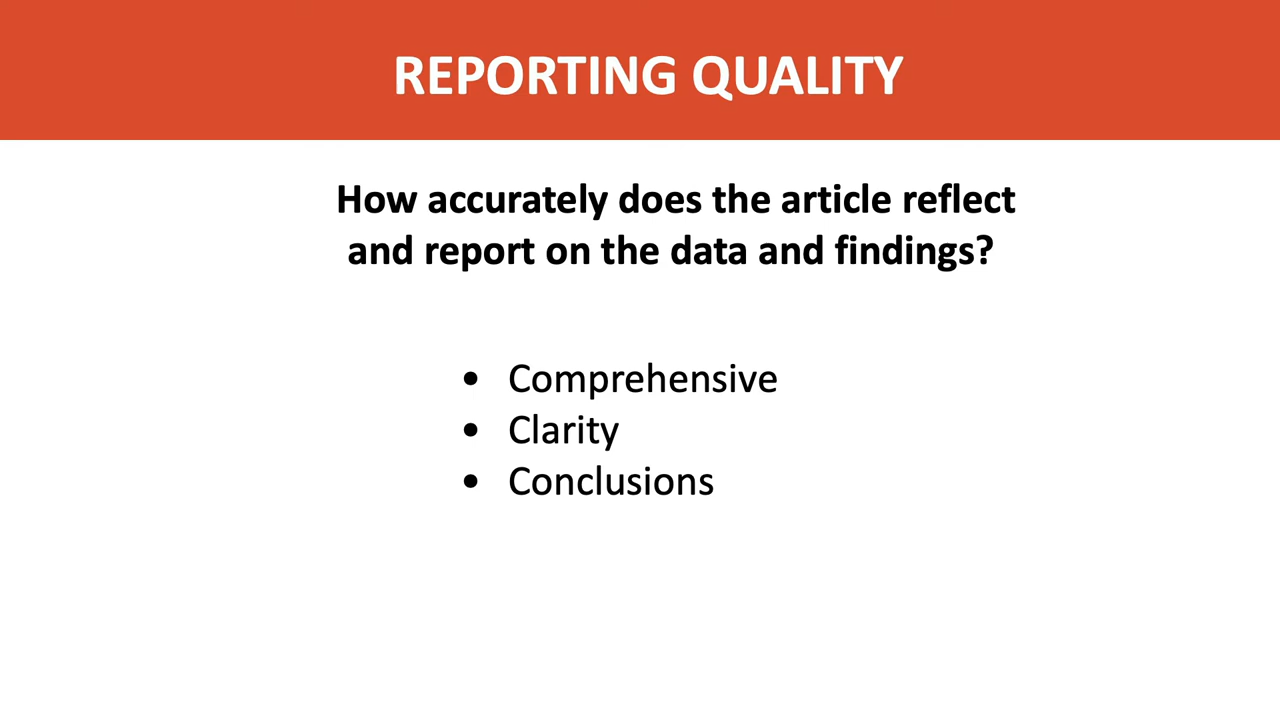 REPORTING QUALITY
How accurately does the article reflect
and report on the data and findings?
• Comprehensive
• Clarity
• Conclusions